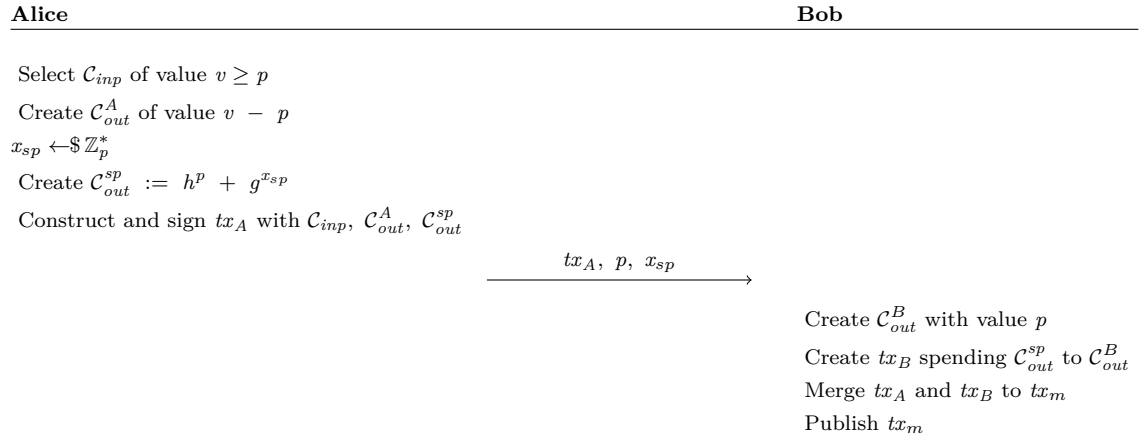 Alice Bob
Select C_inp of value v ≥ p
Create C_out^A of value v − p
x_sp ←$ ℤ_p^*
Create C_out^sp := h^p + g^{x_sp}
Construct and sign tx_A with C_inp, C_out^A, C_out^sp
tx_A, p, x_sp
Create C_out^B with value p
Create tx_B spending C_out^sp to C_out^B
Merge tx_A and tx_B to tx_m
Publish tx_m